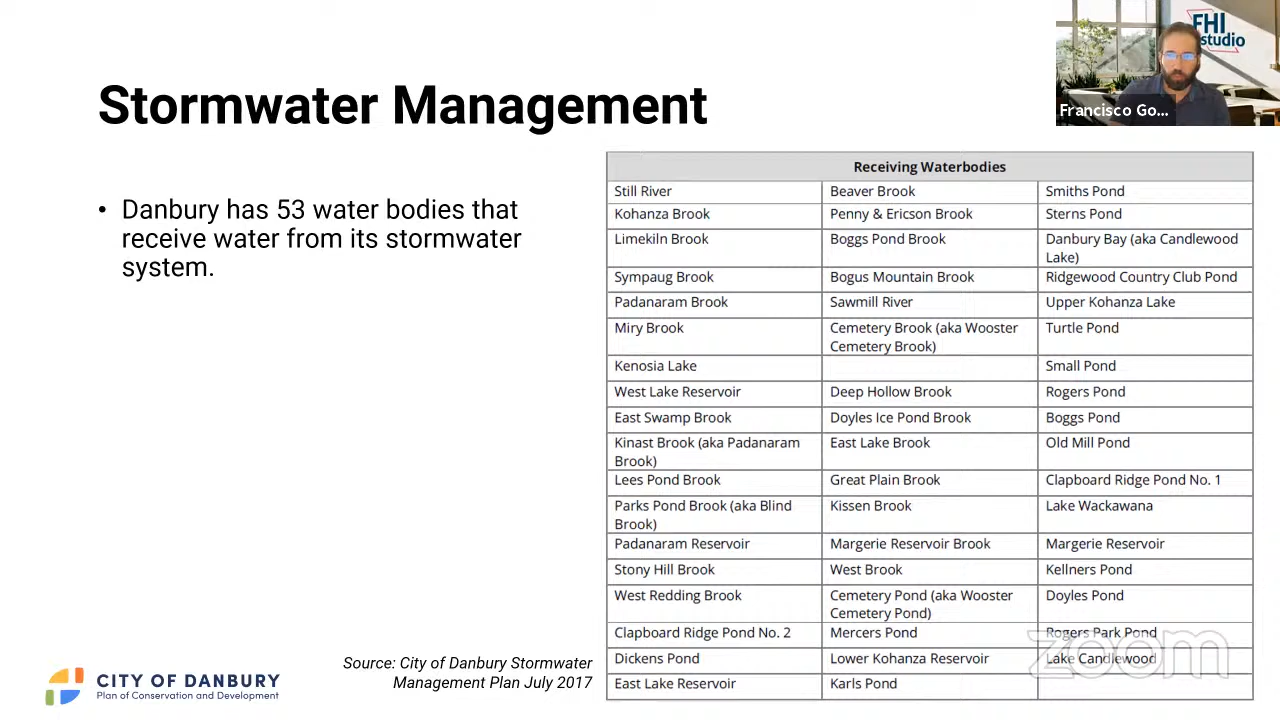 FHI
studio
Francisco Go...
Stormwater Management
• Danbury has 53 water bodies that
receive water from its stormwater
system.
Receiving Waterbodies
Still River Beaver Brook Smiths Pond
Kohanza Brook Penny & Ericson Brook Sterns Pond
Limekiln Brook Boggs Pond Brook Danbury Bay (aka Candlewood
Lake)
Sympaug Brook Bogus Mountain Brook Ridgewood Country Club Pond
Padanaram Brook Sawmill River Upper Kohanza Lake
Miry Brook Cemetery Brook (aka Wooster Turtle Pond
Cemetery Brook)
Kenosia Lake Small Pond
West Lake Reservoir Deep Hollow Brook Rogers Pond
East Swamp Brook Doyles Ice Pond Brook Boggs Pond
Kinast Brook (aka Padanaram East Lake Brook Old Mill Pond
Brook)
Lees Pond Brook Great Plain Brook Clapboard Ridge Pond No. 1
Parks Pond Brook (aka Blind Kissen Brook Lake Wackawana
Brook)
Padanaram Reservoir Margerie Reservoir Brook Margerie Reservoir
Stony Hill Brook West Brook Kellners Pond
West Redding Brook Cemetery Pond (aka Wooster Doyles Pond
Cemetery Pond)
Clapboard Ridge Pond No. 2 Mercers Pond Rogers Park Pond
Dickens Pond Lower Kohanza Reservoir Lake Candlewood
East Lake Reservoir Karls Pond
zoom
Source: City of Danbury Stormwater
Management Plan July 2017
CITY OF DANBURY
Plan of Conservation and Development